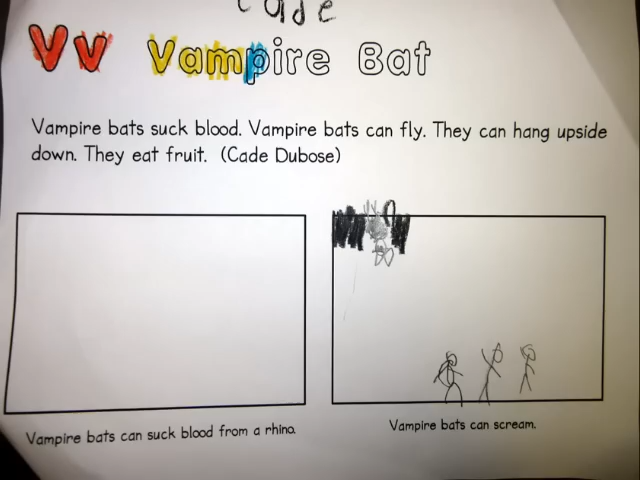 Cade
Vv Vampire Bat
Vampire bats suck blood. Vampire bats can fly. They can hang upside
down. They eat fruit. (Cade Dubose)
Vampire bats can suck blood from a rhino.
Vampire bats can scream.